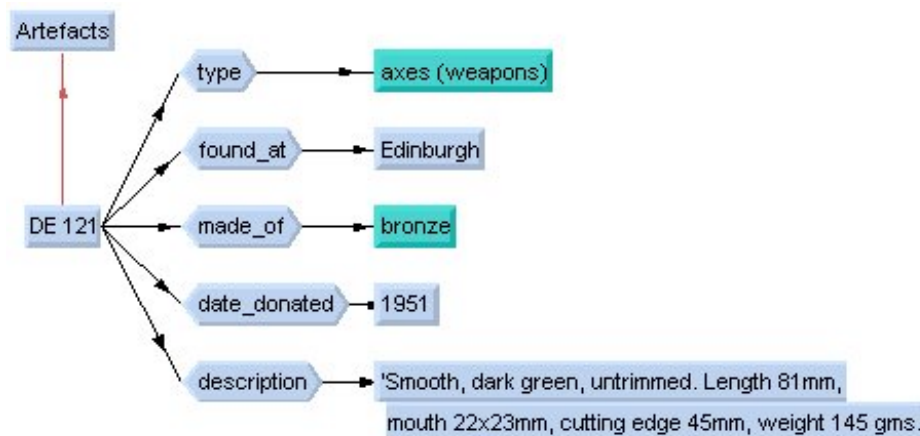 Artefacts
type
axes (weapons)
found_at
Edinburgh
DE 121
made_of
bronze
date_donated
1951
description
'Smooth, dark green, untrimmed. Length 81mm,
mouth 22x23mm, cutting edge 45mm, weight 145 gms.